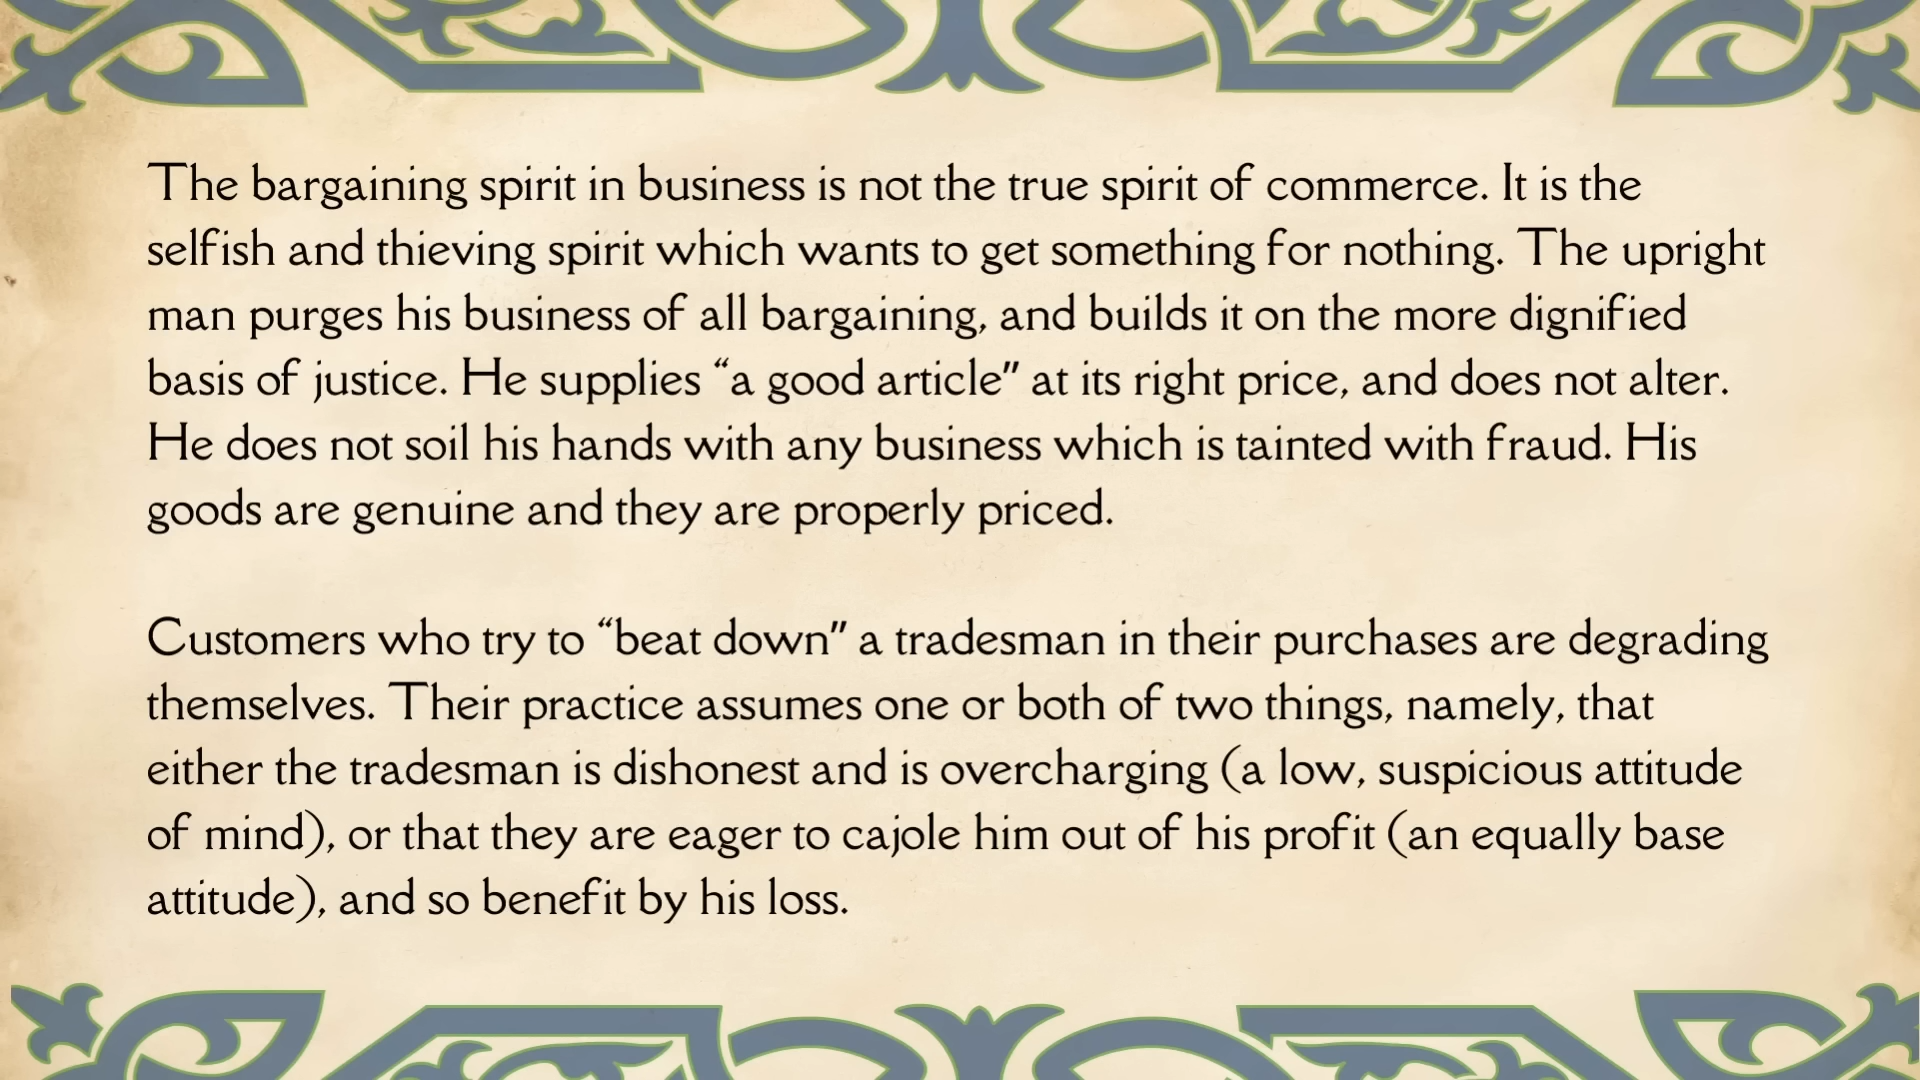 The bargaining spirit in business is not the true spirit of commerce. It is the
selfish and thieving spirit which wants to get something for nothing. The upright
man purges his business of all bargaining, and builds it on the more dignified
basis of justice. He supplies “a good article" at its right price, and does not alter.
He does not soil his hands with any business which is tainted with fraud. His
goods are genuine and they are properly priced.
Customers who try to “beat down" a tradesman in their purchases are degrading
themselves. Their practice assumes one or both of two things, namely, that
either the tradesman is dishonest and is overcharging (a low, suspicious attitude
of mind), or that they are eager to cajole him out of his profit (an equally base
attitude), and so benefit by his loss.